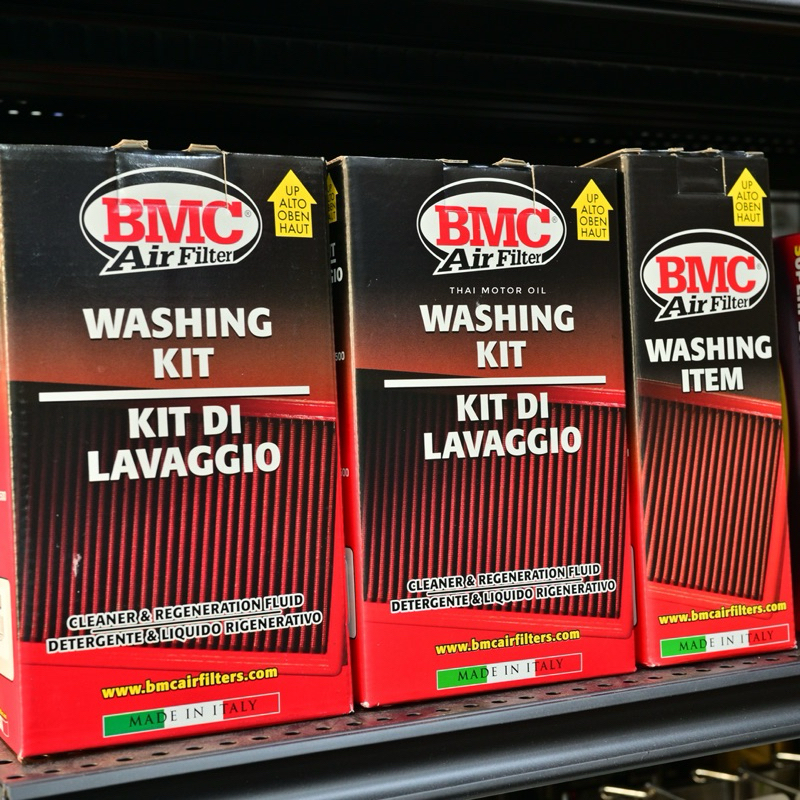 BMC
Air Filter
UP
ALTO
OBEN
HAUT
WASHING
KIT
KIT DI
LAVAGGIO
CLEANER & REGENERATION FLUID
DETERGENTE & LIQUIDO RIGENERATIVO
www.bmcairfilters.com
MADE IN ITALY
BMC
Air Filter
UP
ALTO
OBEN
HAUT
THAI MOTOR OIL
WASHING
KIT
KIT DI
LAVAGGIO
CLEANER & REGENERATION FLUID
DETERGENTE & LIQUIDO RIGENERATIVO
www.bmcairfilters.com
MADE IN ITALY
BMC
Air Filter
UP
ALTO
OBEN
HAUT
WASHING
ITEM
www.bmcairfilters.com
MADE IN ITALY